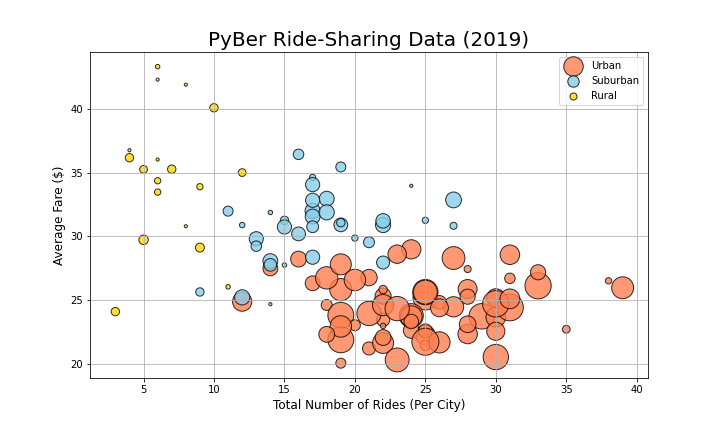 PyBer Ride-Sharing Data (2019)
Urban
Suburban
Rural
Average Fare ($)
40
35
30
25
20
5 10 15 20 25 30 35 40
Total Number of Rides (Per City)